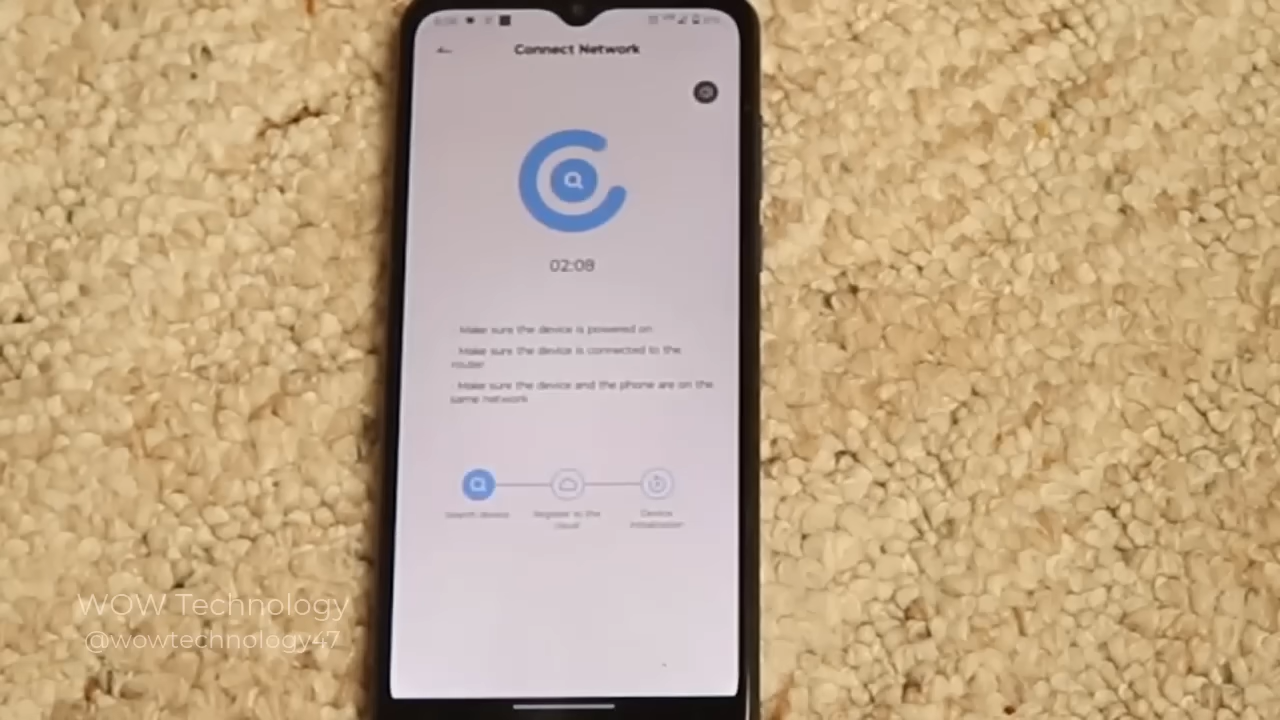 Connect Network
02:08
Make sure the device is powered on
Make sure the device is connected to the
router
Make sure the device and the phone are on the
same network
Search device
Register to the
cloud
Device
initialization
WOW Technology
@wowtechnology47